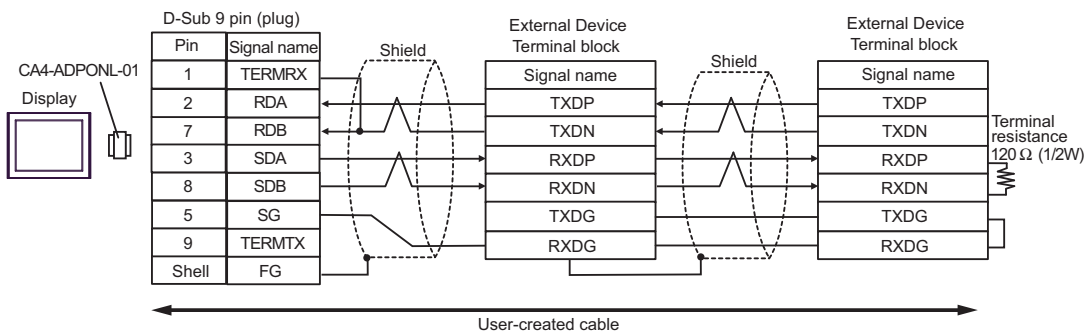 D-Sub 9 pin (plug)
Pin Signal name
1 TERMRX
2 RDA
7 RDB
3 SDA
8 SDB
5 SG
9 TERMTX
Shell FG
CA4-ADPONL-01
Display
Shield
External Device
Terminal block
Signal name
TXDP
TXDN
RXDP
RXDN
TXDG
RXDG
Shield
External Device
Terminal block
Signal name
TXDP
TXDN
RXDP
RXDN
TXDG
RXDG
Terminal
resistance
120 Ω (1/2W)
User-created cable